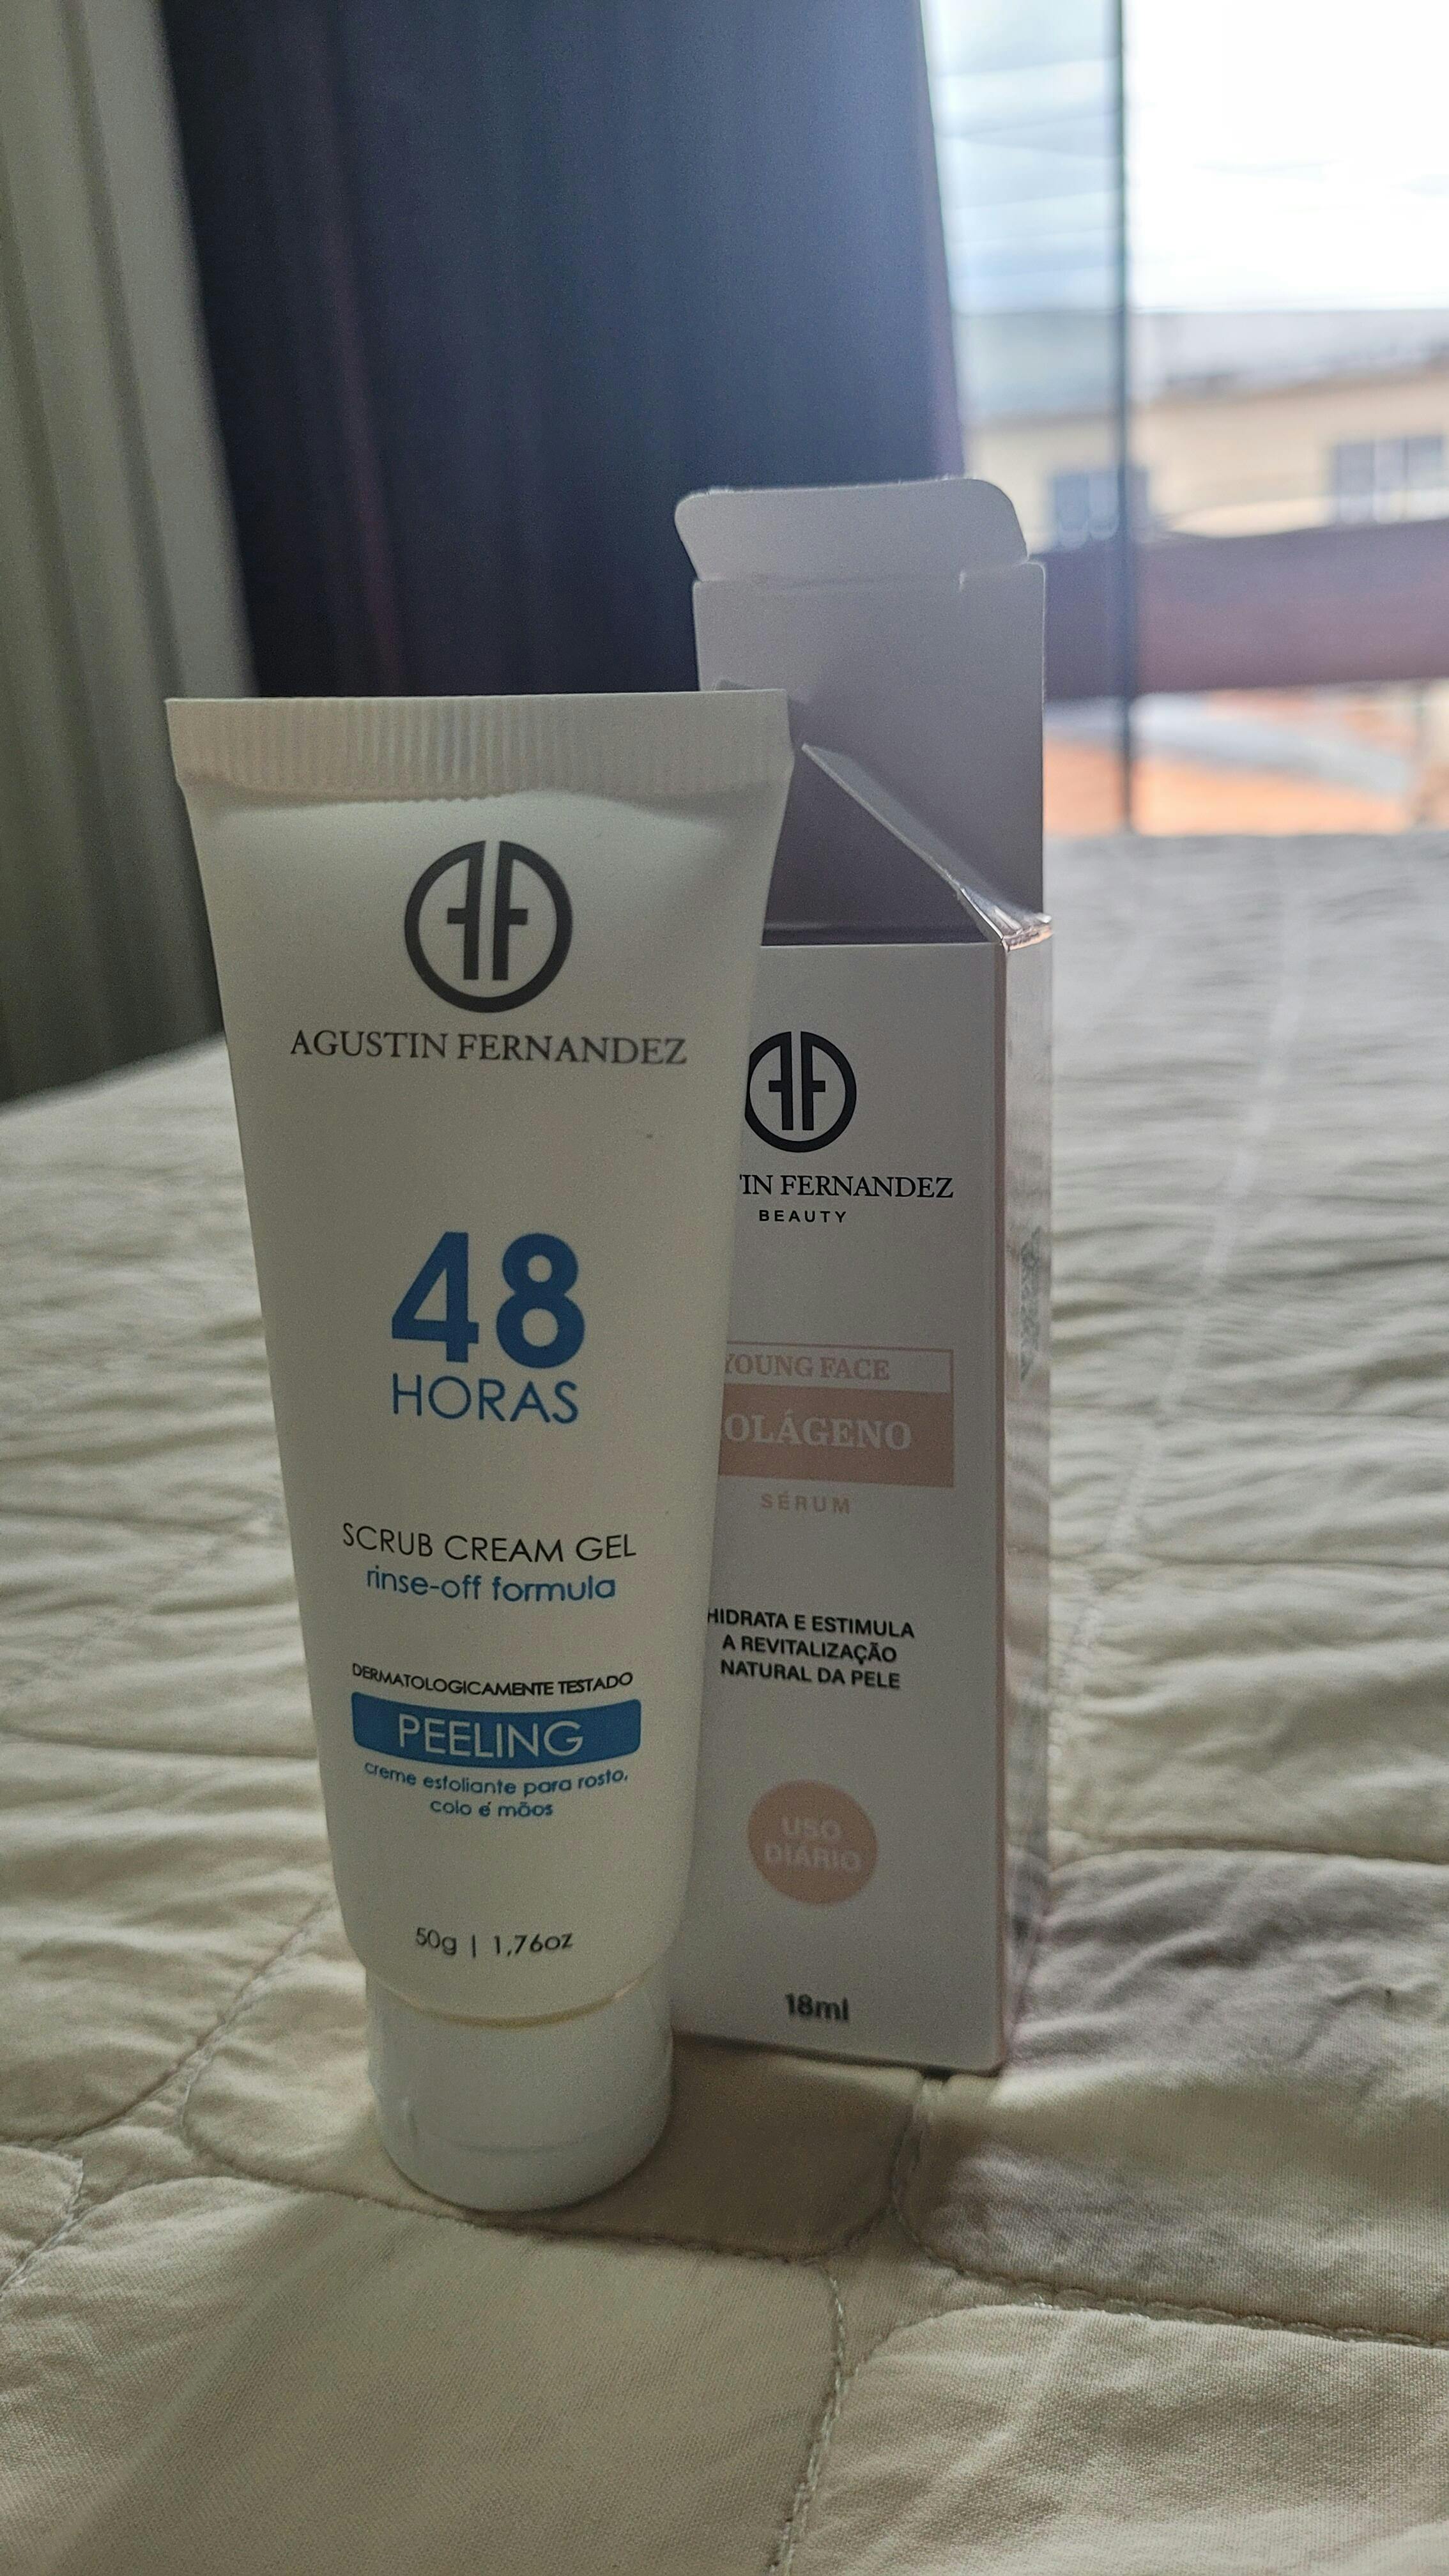 AGUSTIN FERNANDEZ
48
HORAS
SCRUB CREAM GEL
rinse-off formula
DERMATOLOGICAMENTE TESTADO
PEELING
creme esfoliante para rosto,
colo e mãos
50g | 1,76oz
TIN FERNANDEZ
BEAUTY
YOUNG FACE
OLÁGENO
SÉRUM
HIDRATA E ESTIMULA
A REVITALIZAÇÃO
NATURAL DA PELE
USO
DIÁRIO
18ml